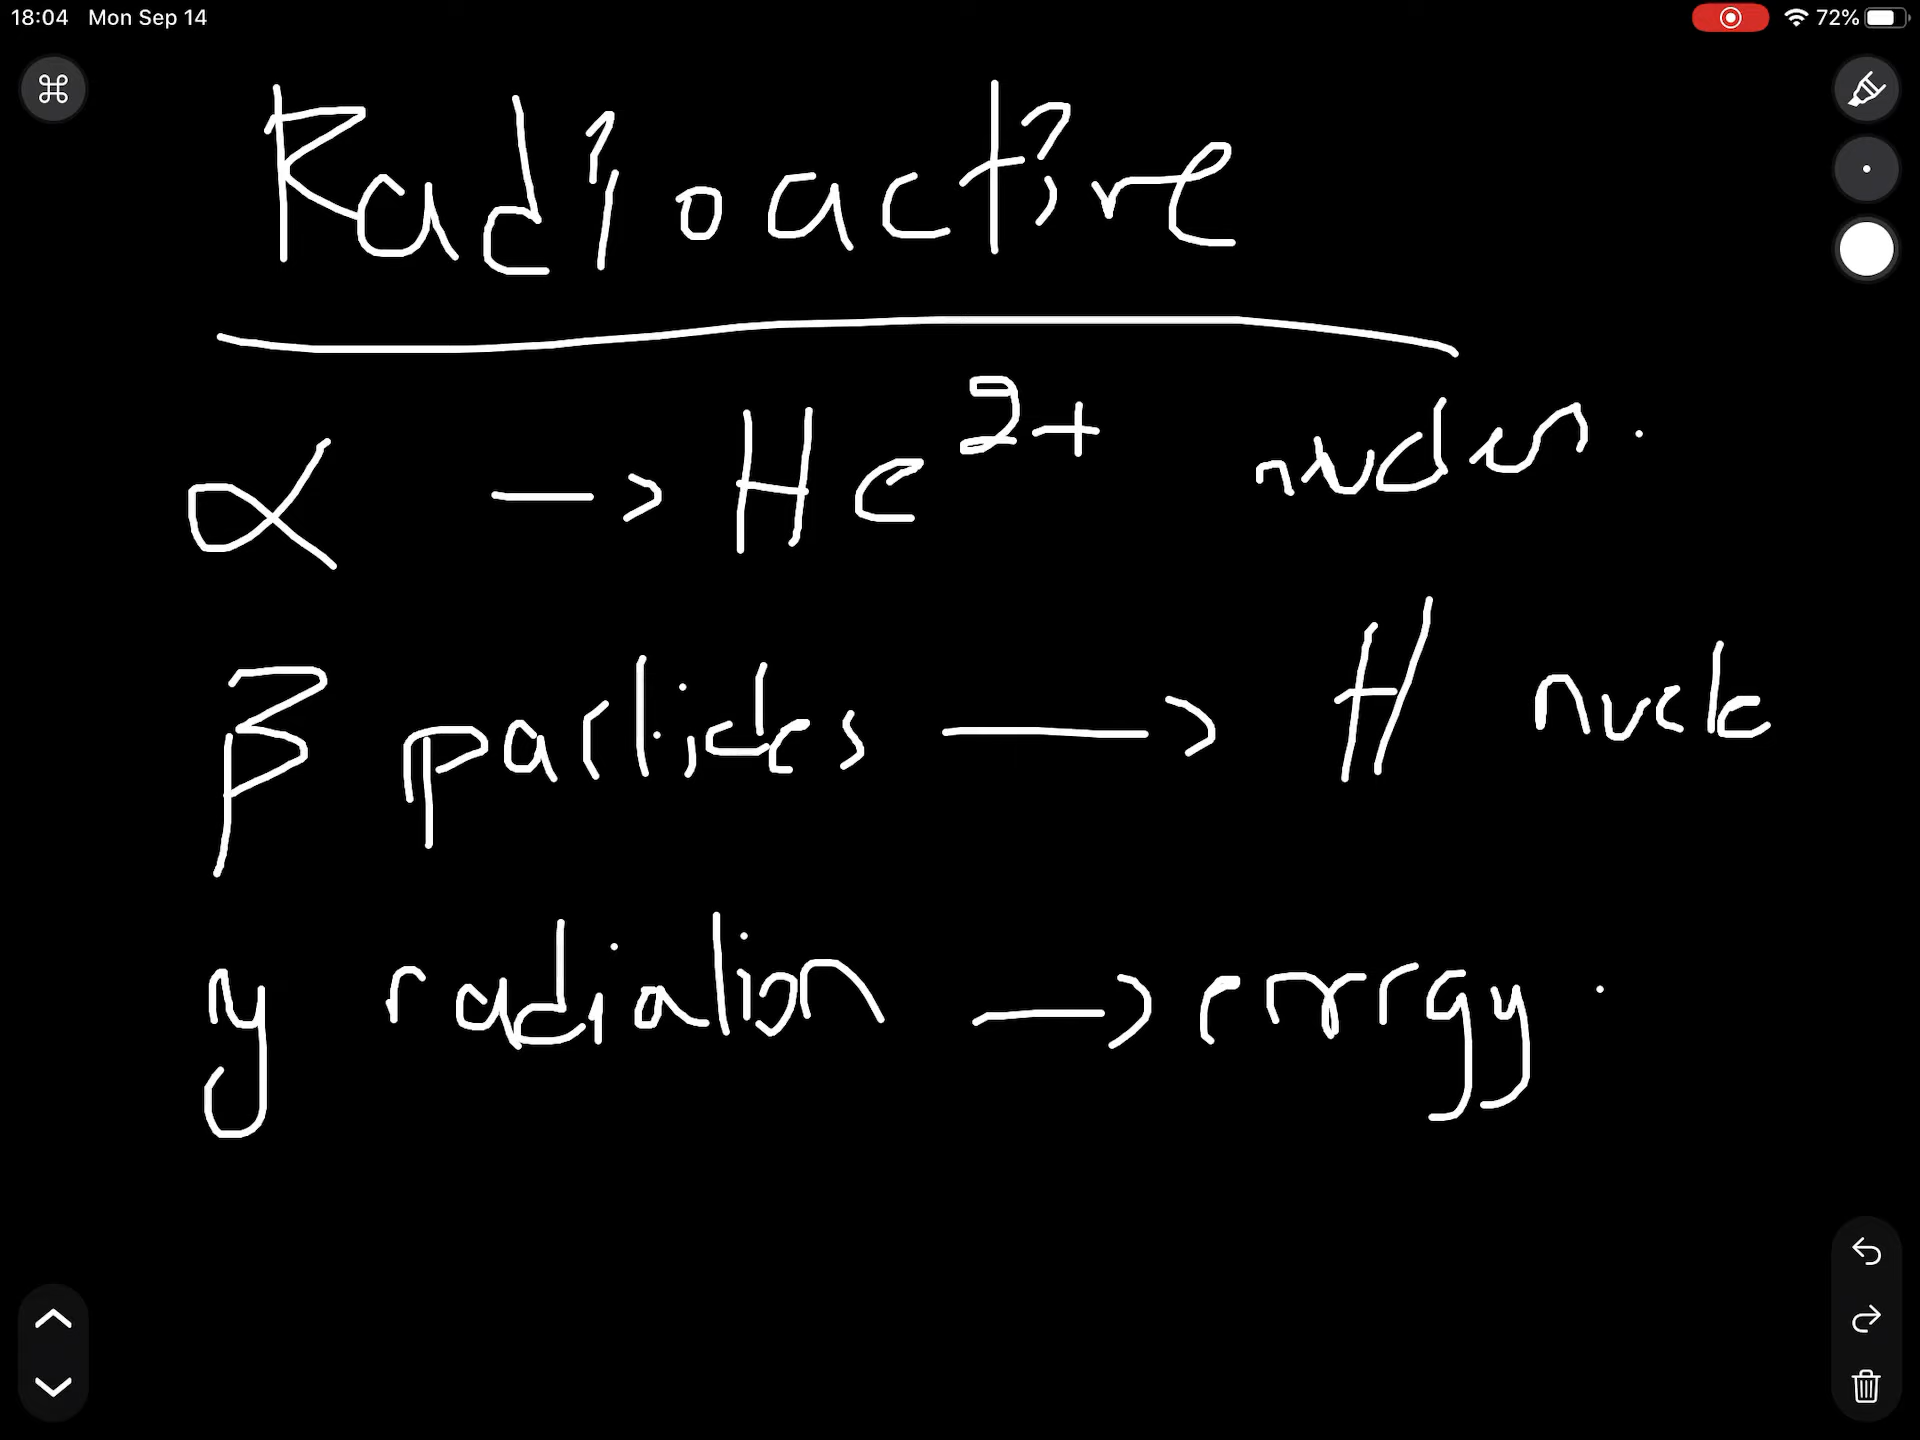 18:04 Mon Sep 14 72%
Radioactive
α -> He2+ nucleus.
β particles -> H nucle
γ radiation -> energy.